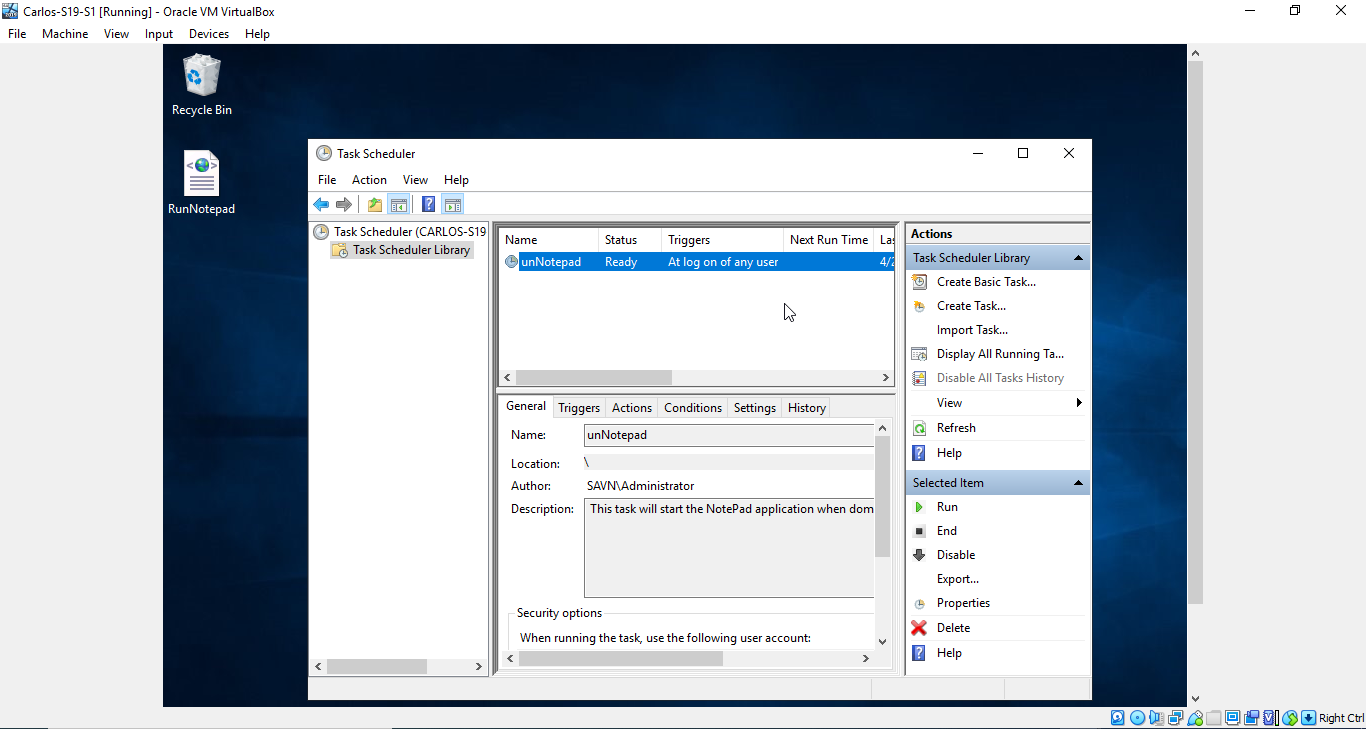 Carlos-S19-S1 [Running] - Oracle VM VirtualBox
File Machine View Input Devices Help
Recycle Bin
RunNotepad
Task Scheduler
File Action View Help
Task Scheduler (CARLOS-S19
Task Scheduler Library
Name Status Triggers Next Run Time Las
unNotepad Ready At log on of any user 4/2
General Triggers Actions Conditions Settings History
Name: unNotepad
Location: \
Author: SAVN\Administrator
Description: This task will start the NotePad application when dom
Security options
When running the task, use the following user account:
Actions
Task Scheduler Library
Create Basic Task...
Create Task...
Import Task...
Display All Running Ta...
Disable All Tasks History
View
Refresh
Help
Selected Item
Run
End
Disable
Export...
Properties
Delete
Help
Right Ctrl